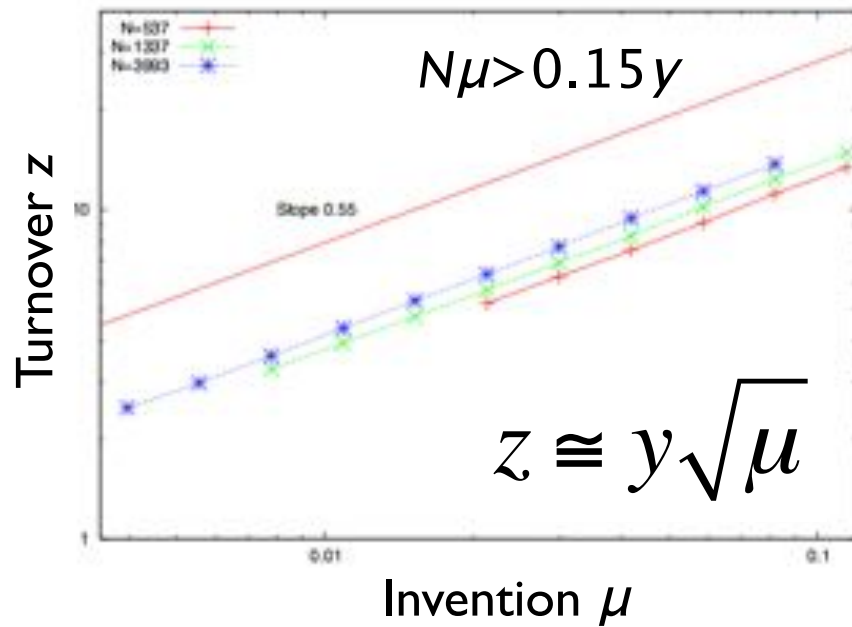 N=537
N=1337
N=3993
Nμ>0.15y
Turnover z
10
Slope 0.55
z ≅ y√μ
1
0.01
0.1
Invention μ